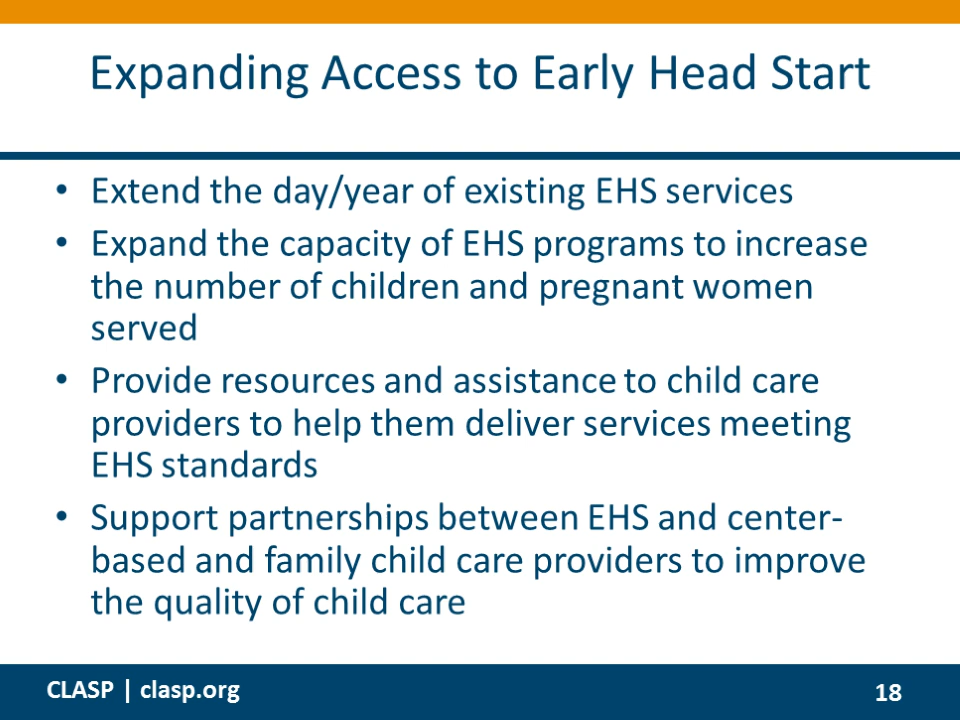 Expanding Access to Early Head Start
• Extend the day/year of existing EHS services
• Expand the capacity of EHS programs to increase
the number of children and pregnant women
served
• Provide resources and assistance to child care
providers to help them deliver services meeting
EHS standards
• Support partnerships between EHS and center-
based and family child care providers to improve
the quality of child care
CLASP | clasp.org
18